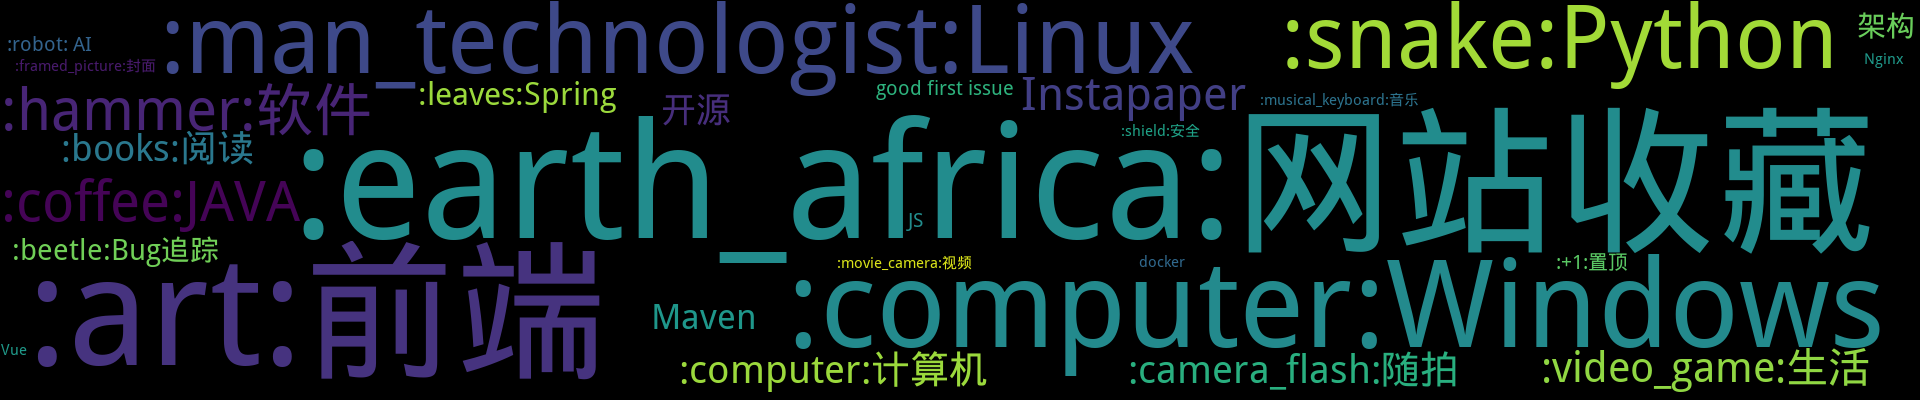 :robot: AI
:man_technologist:Linux
:snake:Python
架构
:framed_picture:封面
Nginx
:hammer:软件
:leaves:Spring
开源
good first issue
Instapaper
:musical_keyboard:音乐
:books:阅读
:shield:安全
:coffee:JAVA
:earth_africa:网站收藏
JS
:beetle:Bug追踪
:art:前端
:movie_camera:视频
docker
:+1:置顶
Maven
:computer:Windows
Vue
:computer:计算机
:camera_flash:随拍
:video_game:生活